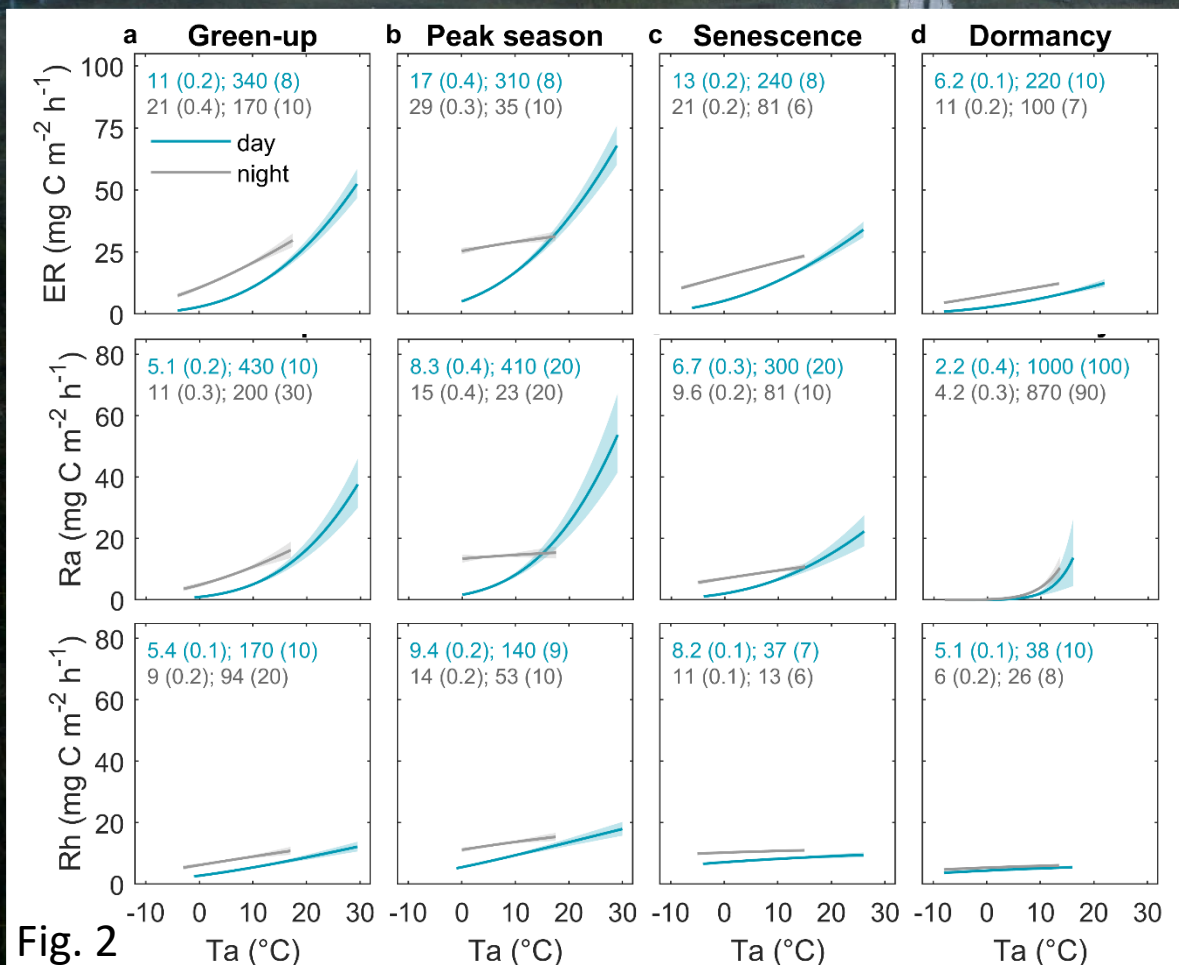 a Green-up b Peak season c Senescence d Dormancy
100
75
50
25
0
ER (mg C m⁻² h⁻¹)
11 (0.2); 340 (8)
21 (0.4); 170 (10)
day
night
17 (0.4); 310 (8)
29 (0.3); 35 (10)
13 (0.2); 240 (8)
21 (0.2); 81 (6)
6.2 (0.1); 220 (10)
11 (0.2); 100 (7)
80
60
40
20
0
Ra (mg C m⁻² h⁻¹)
5.1 (0.2); 430 (10)
11 (0.3); 200 (30)
8.3 (0.4); 410 (20)
15 (0.4); 23 (20)
6.7 (0.3); 300 (20)
9.6 (0.2); 81 (10)
2.2 (0.4); 1000 (100)
4.2 (0.3); 870 (90)
80
60
40
20
0
Rh (mg C m⁻² h⁻¹)
5.4 (0.1); 170 (10)
9 (0.2); 94 (20)
9.4 (0.2); 140 (9)
14 (0.2); 53 (10)
8.2 (0.1); 37 (7)
11 (0.1); 13 (6)
5.1 (0.1); 38 (10)
6 (0.2); 26 (8)
-10 0 10 20 30 -10 0 10 20 30 -10 0 10 20 30 -10 0 10 20 30
Ta (°C) Ta (°C) Ta (°C) Ta (°C)
Fig. 2